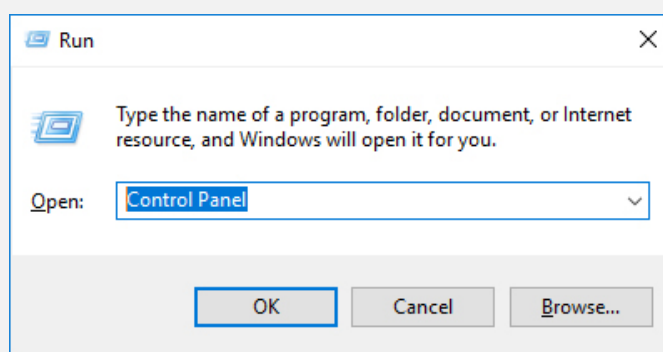 Run
Type the name of a program, folder, document, or Internet
resource, and Windows will open it for you.
Open: Control Panel
OK Cancel Browse...